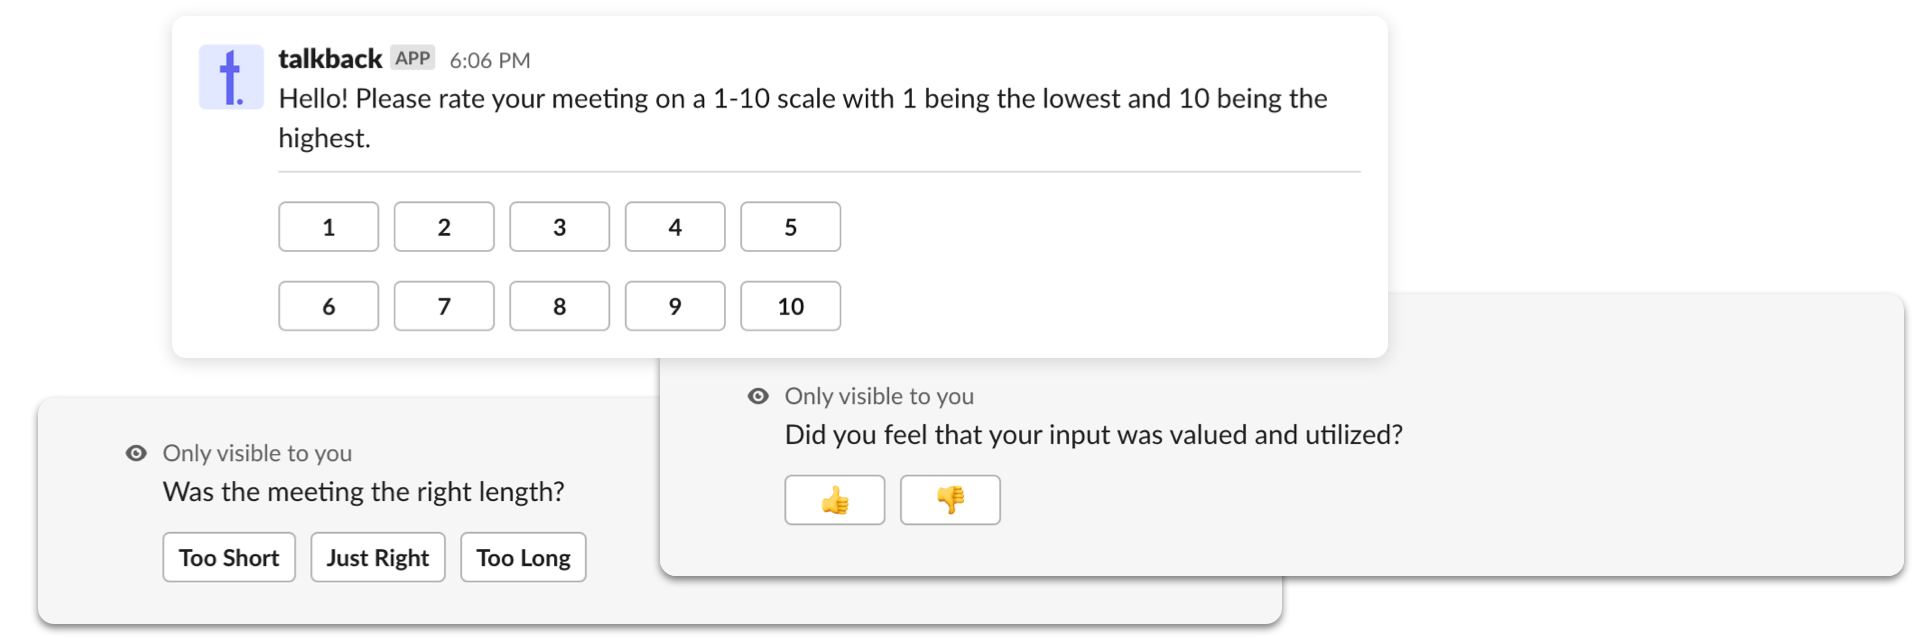 t.
talkback APP 6:06 PM
Hello! Please rate your meeting on a 1-10 scale with 1 being the lowest and 10 being the
highest.
1 2 3 4 5
6 7 8 9 10
Only visible to you
Was the meeting the right length?
Too Short Just Right Too Long
Only visible to you
Did you feel that your input was valued and utilized?